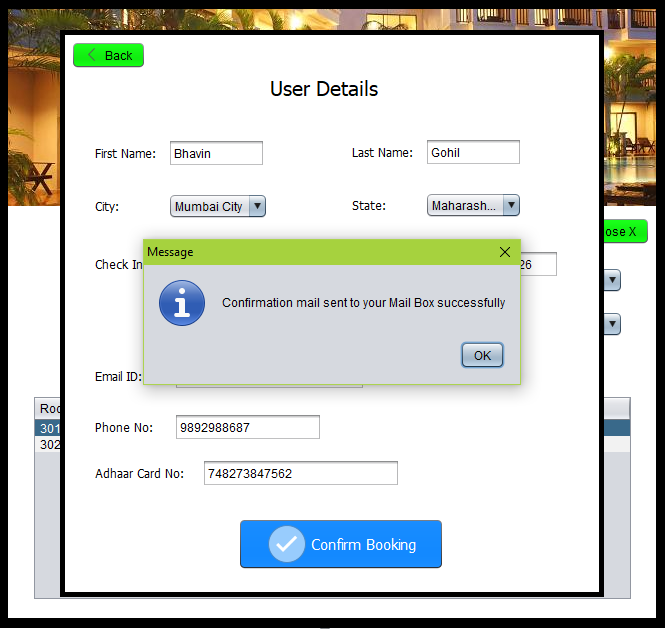 Back
User Details
First Name: Bhavin Last Name: Gohil
City: Mumbai City State: Maharash...
ose X
Message
Check In 26
Confirmation mail sent to your Mail Box successfully
OK
Email ID:
Roo
Phone No: 9892988687
301
302
Adhaar Card No: 748273847562
Confirm Booking